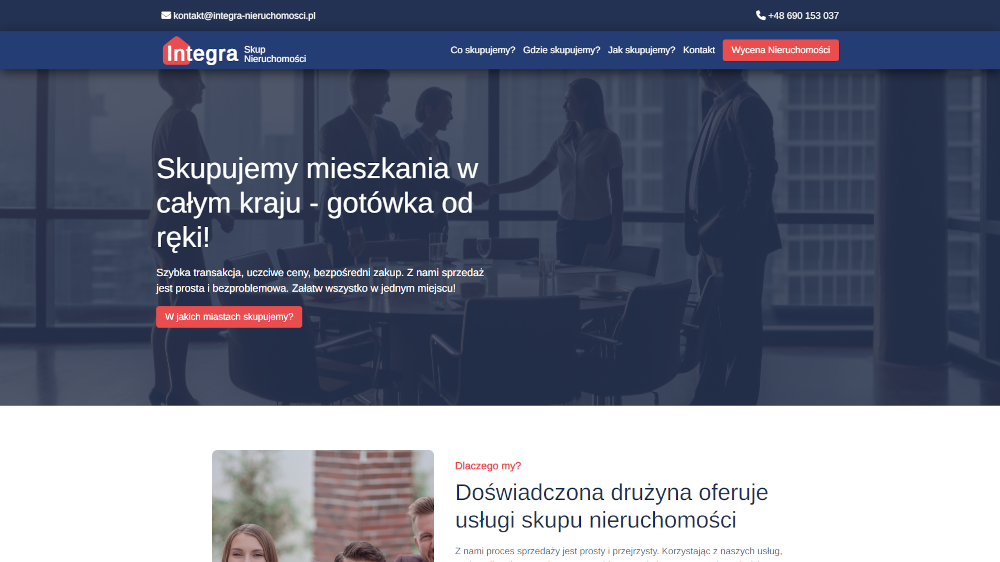 kontakt@integra-nieruchomosci.pl
+48 690 153 037
Integra
Skup
Nieruchomości
Co skupujemy?
Gdzie skupujemy?
Jak skupujemy?
Kontakt
Wycena Nieruchomości
Skupujemy mieszkania w
całym kraju - gotówka od
ręki!
Szybka transakcja, uczciwe ceny, bezpośredni zakup. Z nami sprzedaż
jest prosta i bezproblemowa. Załatw wszystko w jednym miejscu!
W jakich miastach skupujemy?
Dlaczego my?
Doświadczona drużyna oferuje
usługi skupu nieruchomości
Z nami proces sprzedaży jest prosty i przejrzysty. Korzystając z naszych usług,